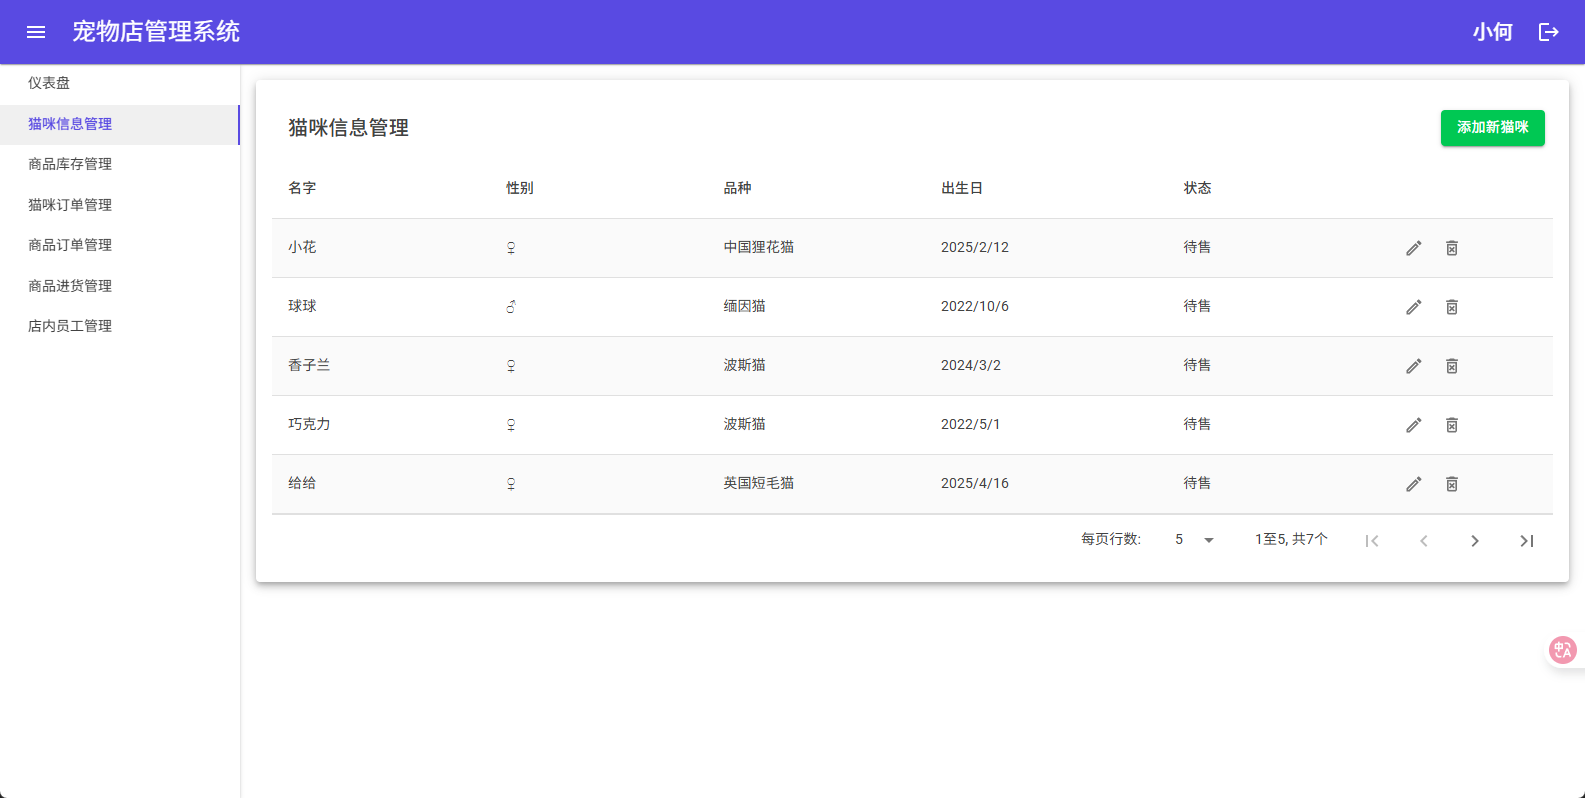 宠物店管理系统
小何
仪表盘
猫咪信息管理
商品库存管理
猫咪订单管理
商品订单管理
商品进货管理
店内员工管理
猫咪信息管理
添加新猫咪
名字 性别 品种 出生日 状态
小花 ♀ 中国狸花猫 2025/2/12 待售
球球 ♂ 缅因猫 2022/10/6 待售
香子兰 ♀ 波斯猫 2024/3/2 待售
巧克力 ♀ 波斯猫 2022/5/1 待售
给给 ♀ 英国短毛猫 2025/4/16 待售
每页行数: 5 1至5, 共7个
中 A